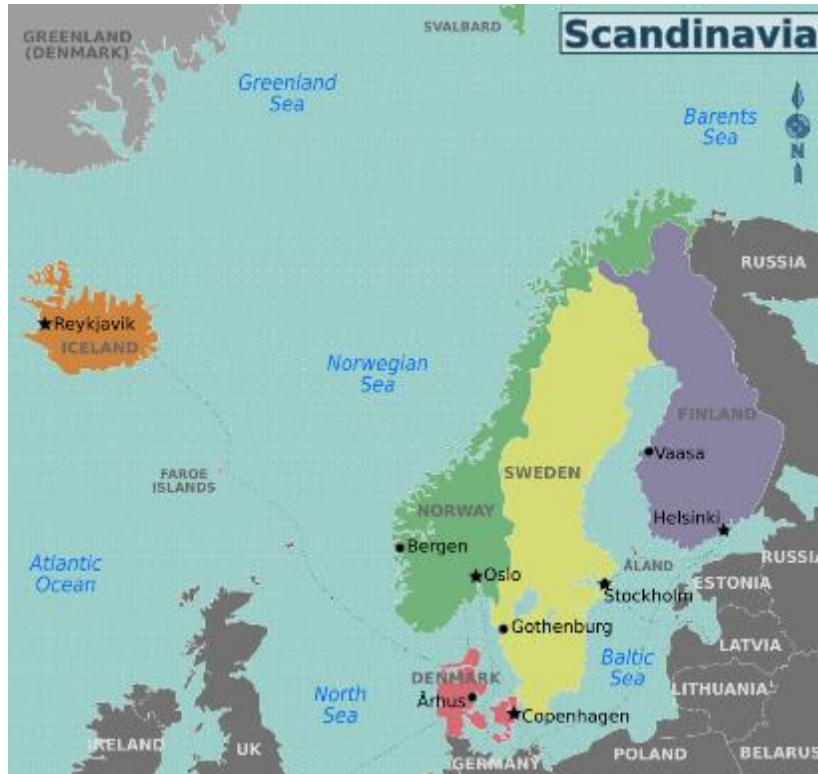 GREENLAND
(DENMARK)
SVALBARD
Scandinavia
Greenland
Sea
Barents
Sea
N
RUSSIA
Reykjavik
ICELAND
Norwegian
Sea
FINLAND
Vaasa
SWEDEN
FAROE
ISLANDS
NORWAY
Helsinki
Bergen
Atlantic
Ocean
Oslo
ÅLAND
RUSSIA
ESTONIA
Stockholm
Gothenburg
LATVIA
Baltic
Sea
DENMARK
LITHUANIA
North
Sea
Århus
Copenhagen
IRELAND
UK
GERMANY
POLAND
BELARUS